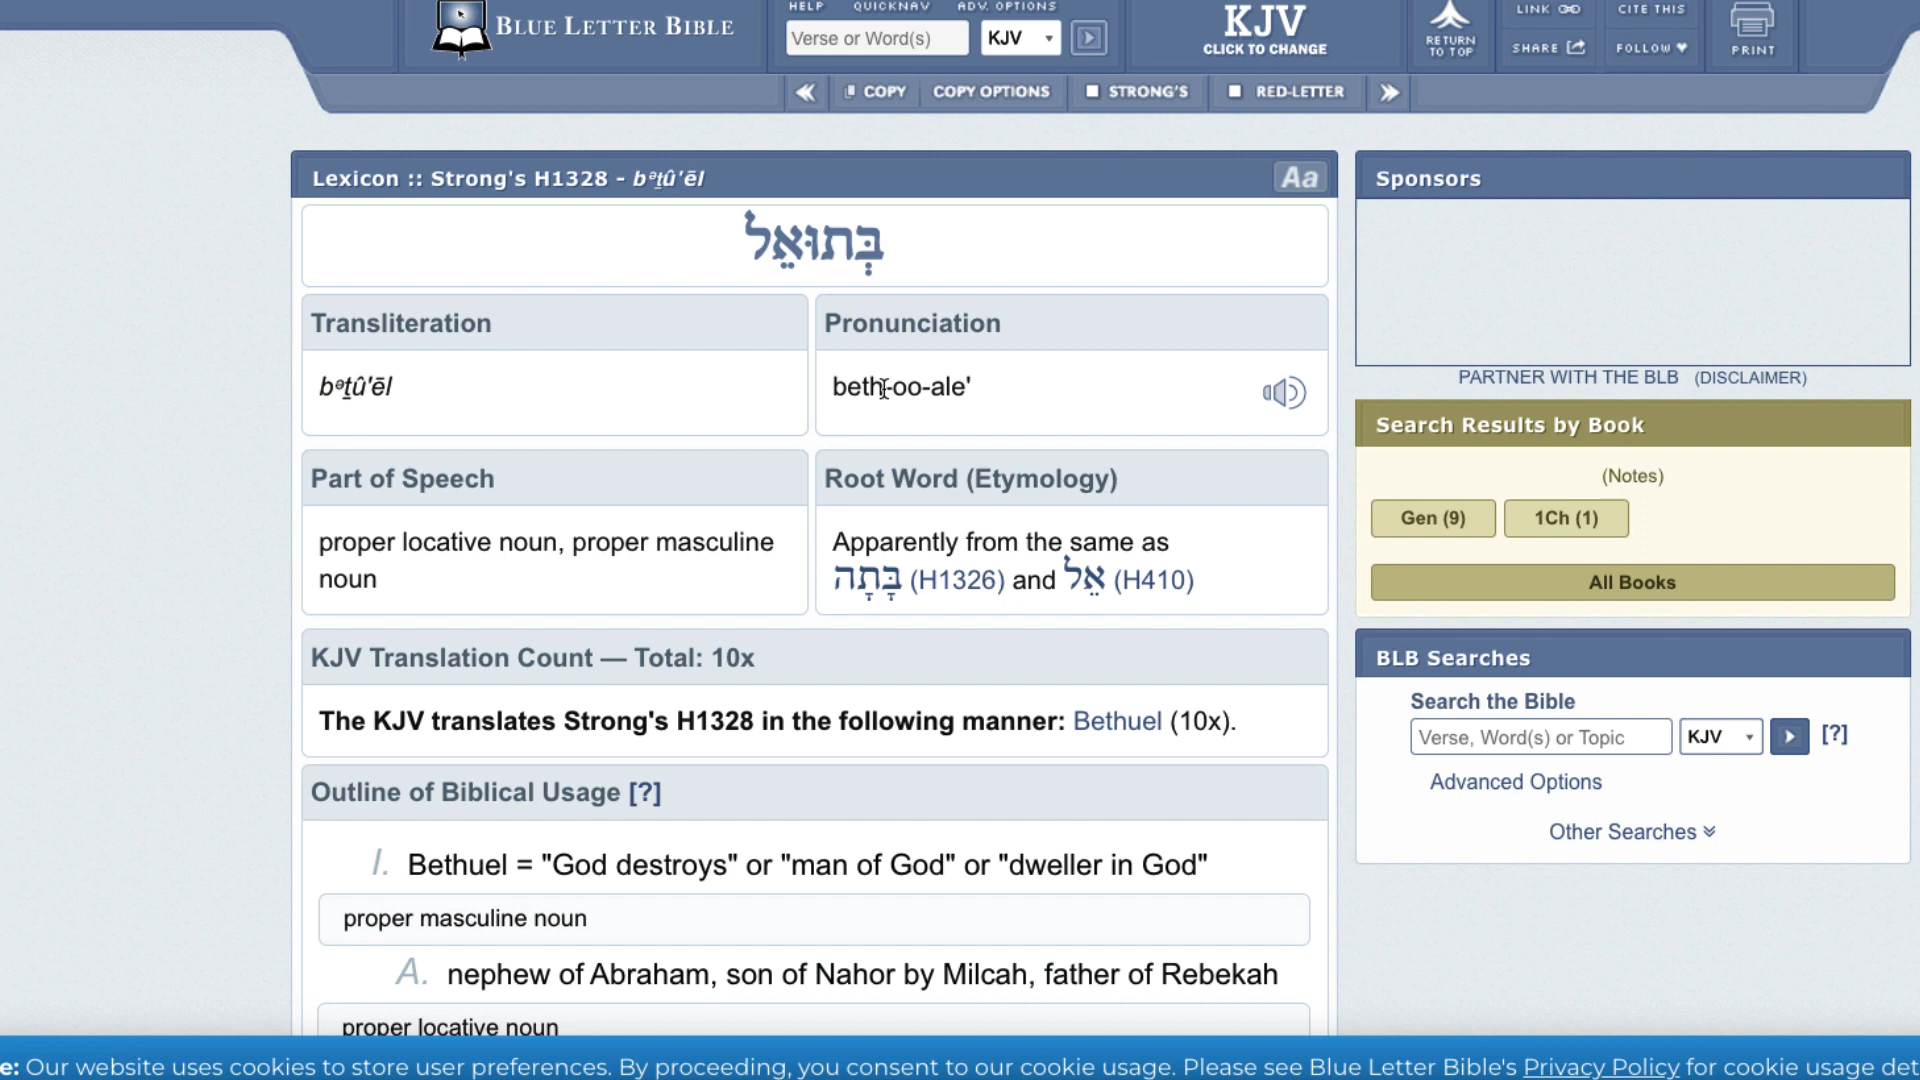 HELP QUICKNAV ADV. OPTIONS
BLUE LETTER BIBLE
Verse or Word(s)
KJV
KJV
CLICK TO CHANGE
RETURN
TO TOP
LINK
CITE THIS
SHARE
FOLLOW
PRINT
COPY
COPY OPTIONS
STRONG'S
RED-LETTER
Lexicon :: Strong's H1328 - bᵊṯû'ēl
Aa
בְּתוּאֵל
Transliteration
bᵊṯû'ēl
Pronunciation
beth-oo-ale'
Part of Speech
proper locative noun, proper masculine
noun
Root Word (Etymology)
Apparently from the same as
בָּתָה (H1326) and אֵל (H410)
KJV Translation Count — Total: 10x
The KJV translates Strong's H1328 in the following manner: Bethuel (10x).
Outline of Biblical Usage [?]
I. Bethuel = "God destroys" or "man of God" or "dweller in God"
proper masculine noun
A. nephew of Abraham, son of Nahor by Milcah, father of Rebekah
proper locative noun
Sponsors
PARTNER WITH THE BLB (DISCLAIMER)
Search Results by Book
(Notes)
Gen (9)
1Ch (1)
All Books
BLB Searches
Search the Bible
Verse, Word(s) or Topic
KJV
[?]
Advanced Options
Other Searches
e: Our website uses cookies to store user preferences. By proceeding, you consent to our cookie usage. Please see Blue Letter Bible's Privacy Policy for cookie usage det